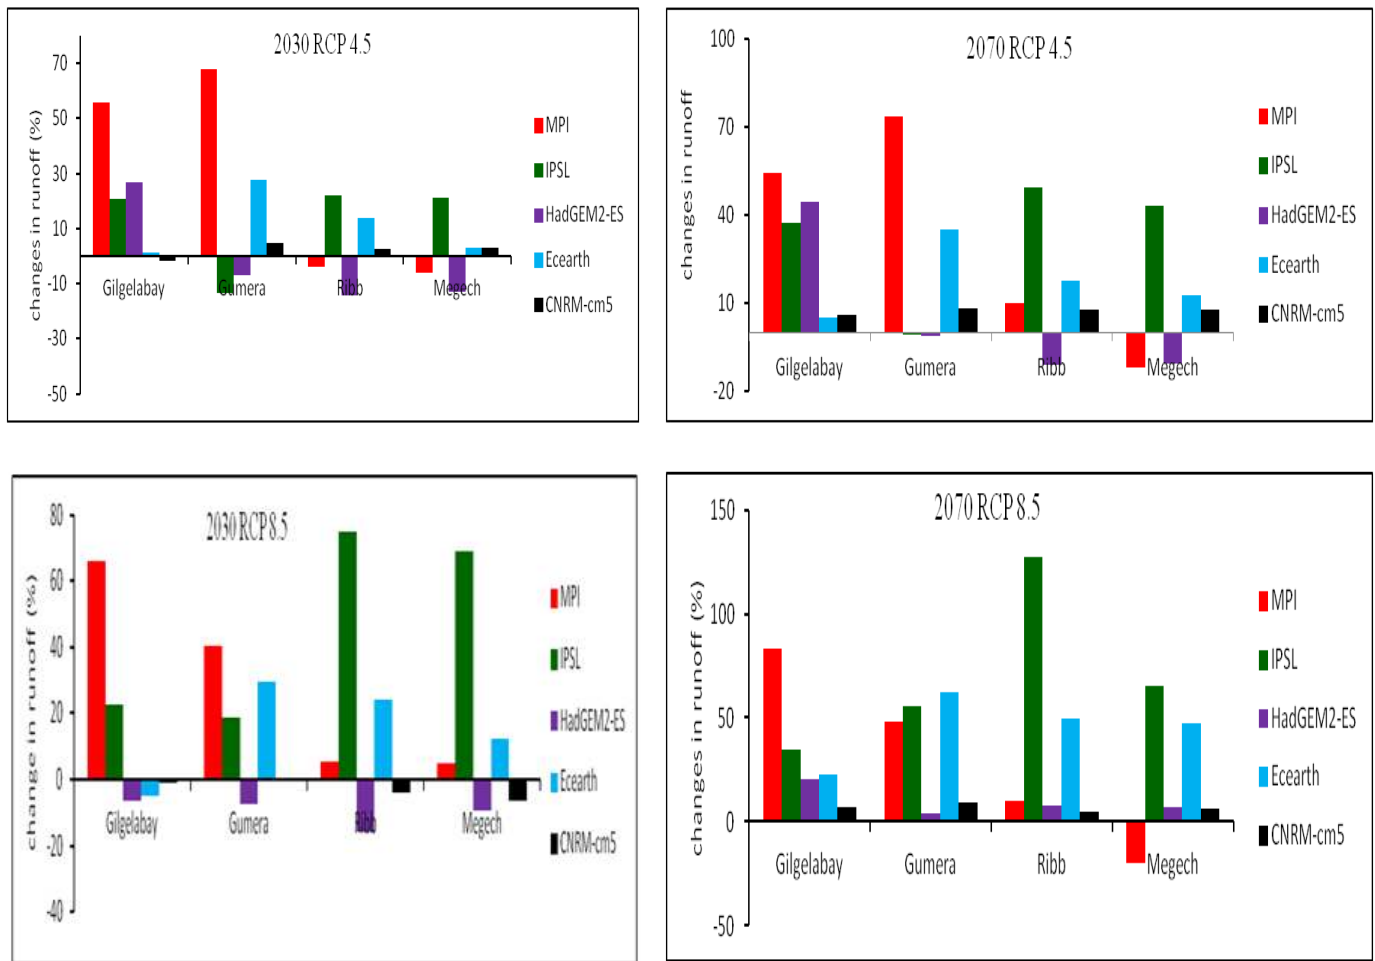 2030 RCP 4.5
changes in runoff (%)
70
50
30
10
-10
-30
-50
Gilgelabay
Gumera
Ribb
Megech
MPI
IPSL
HadGEM2-ES
Ecearth
CNRM-cm5
2070 RCP 4.5
changes in runoff
100
70
40
10
-20
Gilgelabay
Gumera
Ribb
Megech
MPI
IPSL
HadGEM2-ES
Ecearth
CNRM-cm5
2030 RCP8.5
change in runoff (%)
80
60
40
20
0
-20
-40
Gilgelabay
Gumera
Ribb
Megech
MPI
IPSL
HadGEM2-ES
Ecearth
CNRM-cm5
2070 RCP8.5
changes in runoff (%)
150
100
50
0
-50
Gilgelabay
Gumera
Ribb
Megech
MPI
IPSL
HadGEM2-ES
Ecearth
CNRM-cm5